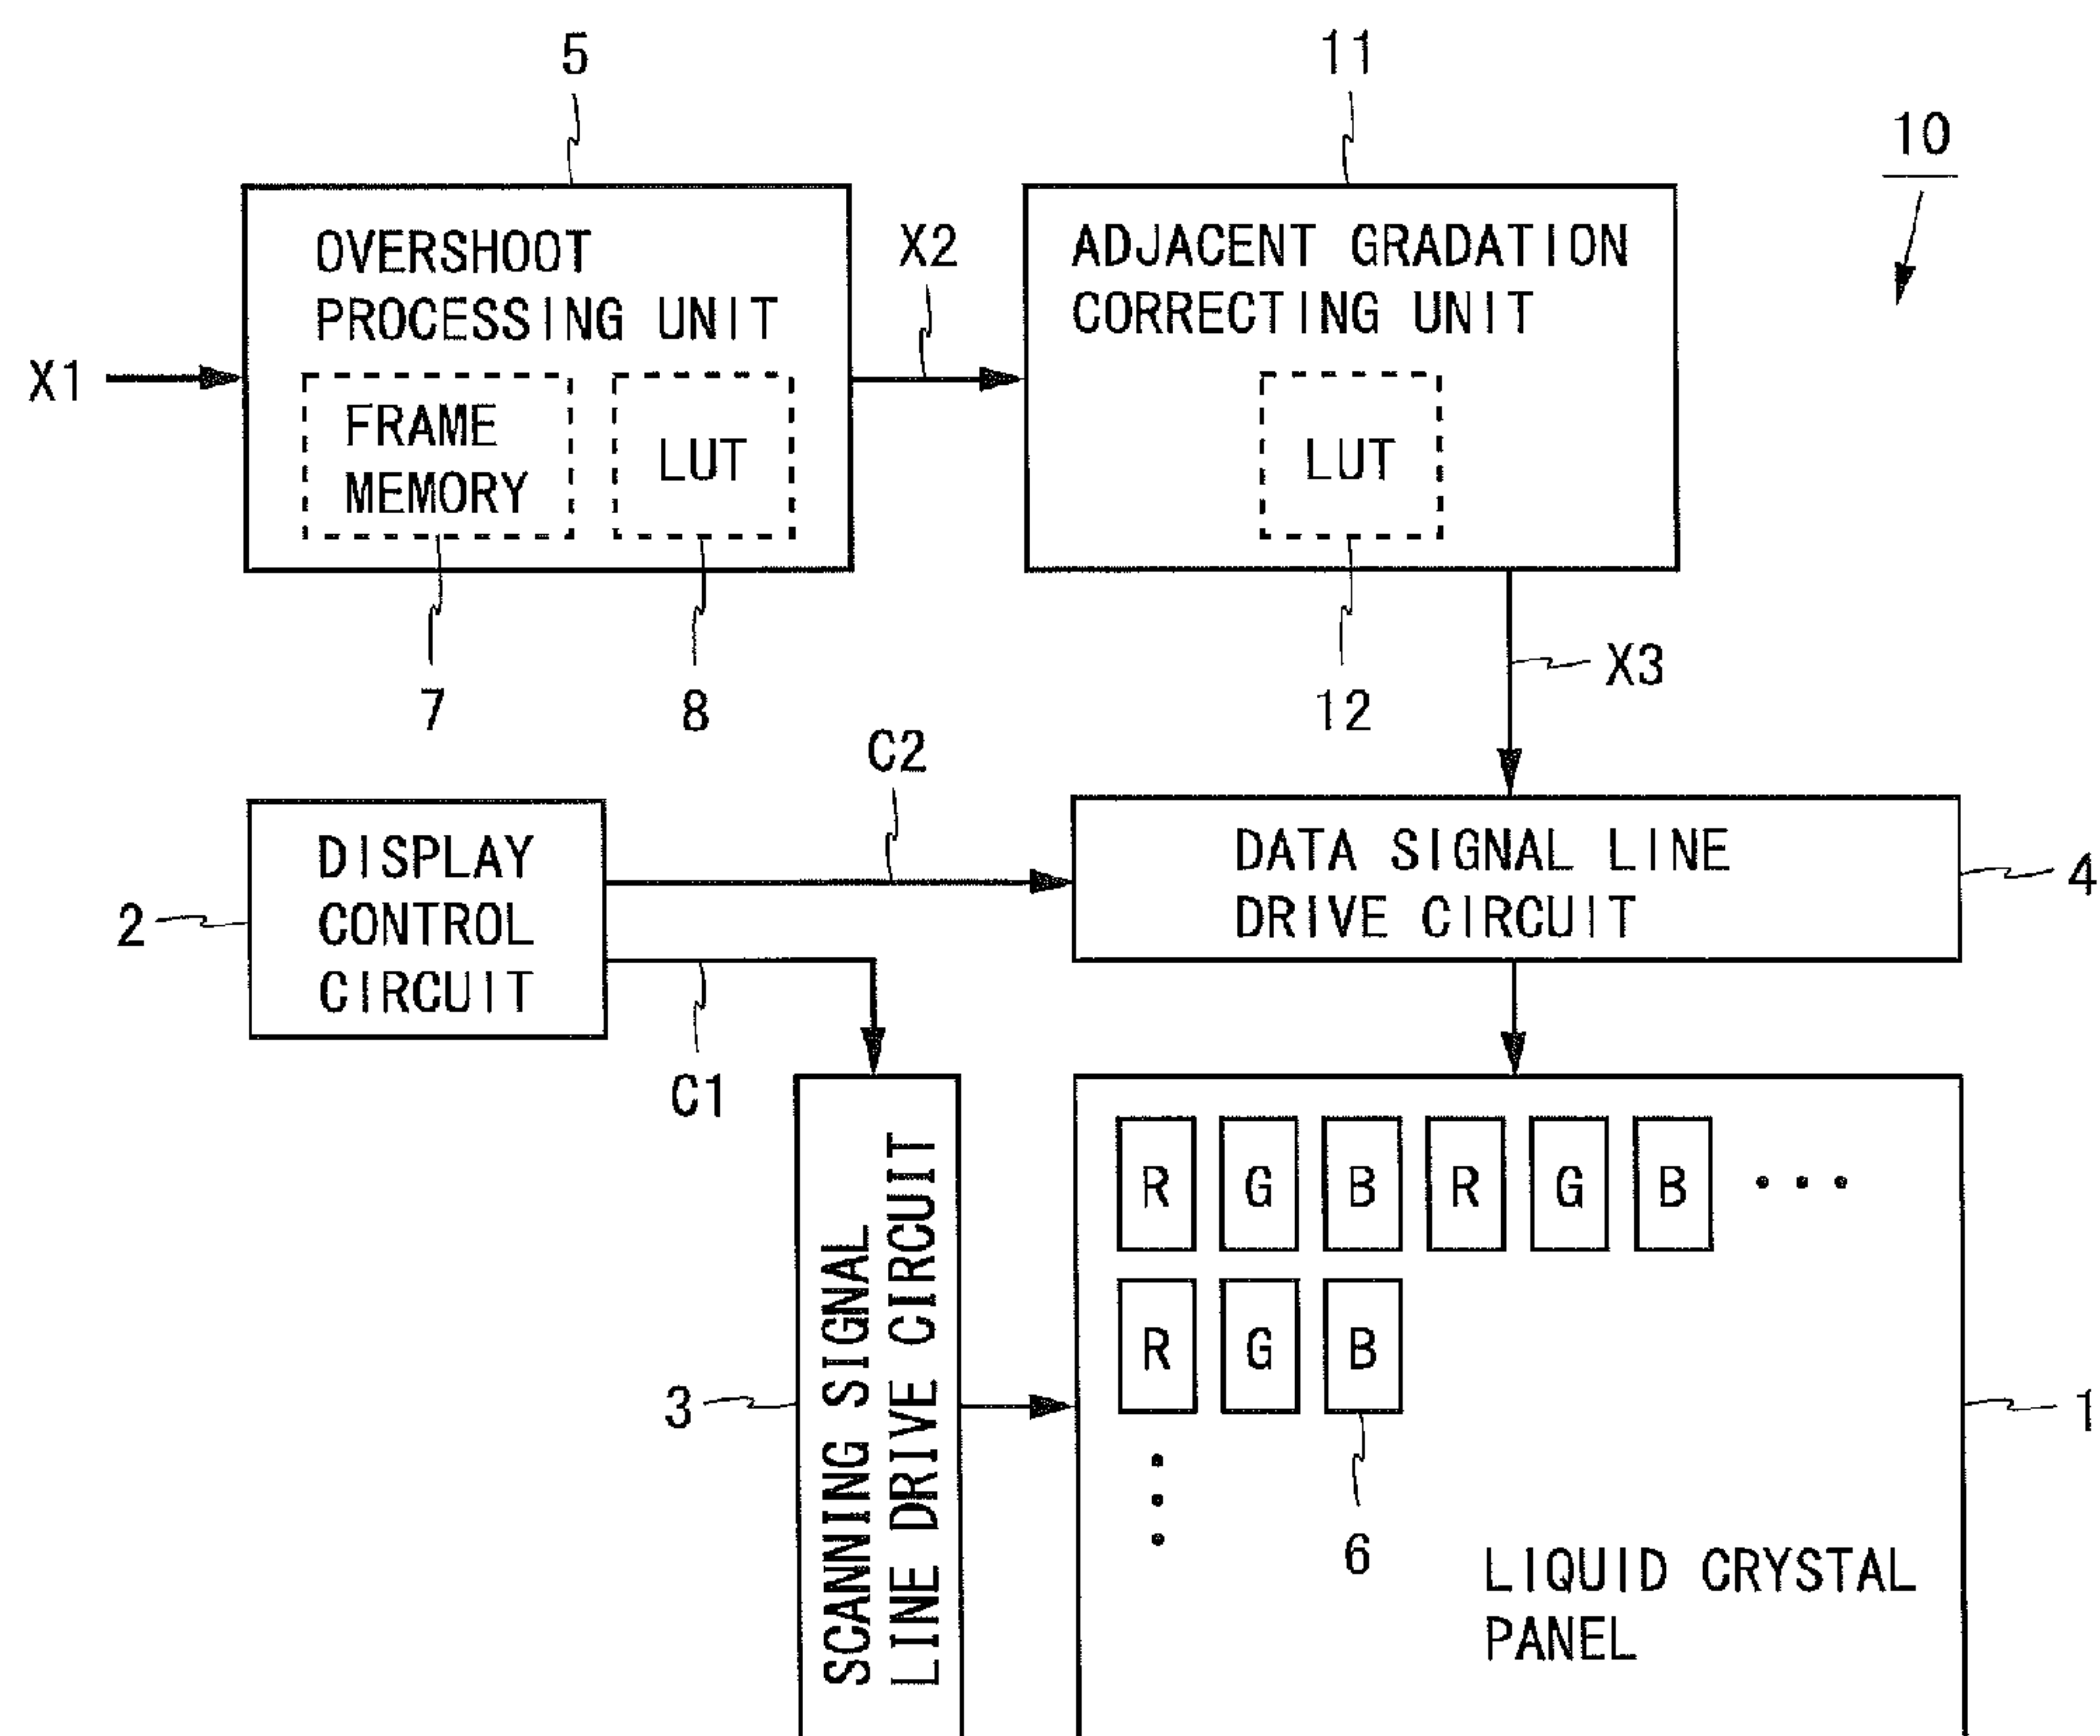 5
11
10
OVERSHOOT
PROCESSING UNIT
X2
ADJACENT GRADATION
CORRECTING UNIT
X1
FRAME
MEMORY
LUT
LUT
7
8
12
X3
C2
DISPLAY
CONTROL
CIRCUIT
2
DATA SIGNAL LINE
DRIVE CIRCUIT
4
C1
SCANNING SIGNAL
LINE DRIVE CIRCUIT
3
R G B R G B ...
R G B
6
1
LIQUID CRYSTAL
PANEL